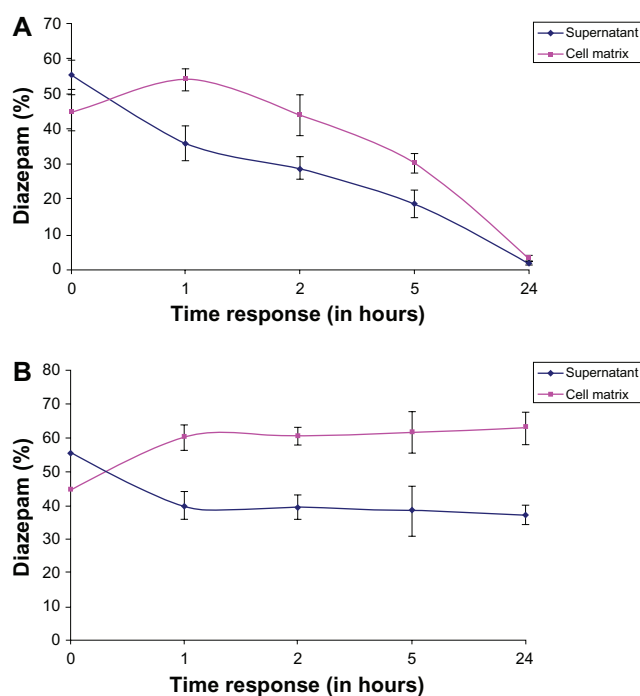 A
Diazepam (%)
70
60
50
40
30
20
10
0
0 1 2 5 24
Time response (in hours)
Supernatant
Cell matrix
B
Diazepam (%)
80
70
60
50
40
30
20
10
0
0 1 2 5 24
Time response (in hours)
Supernatant
Cell matrix